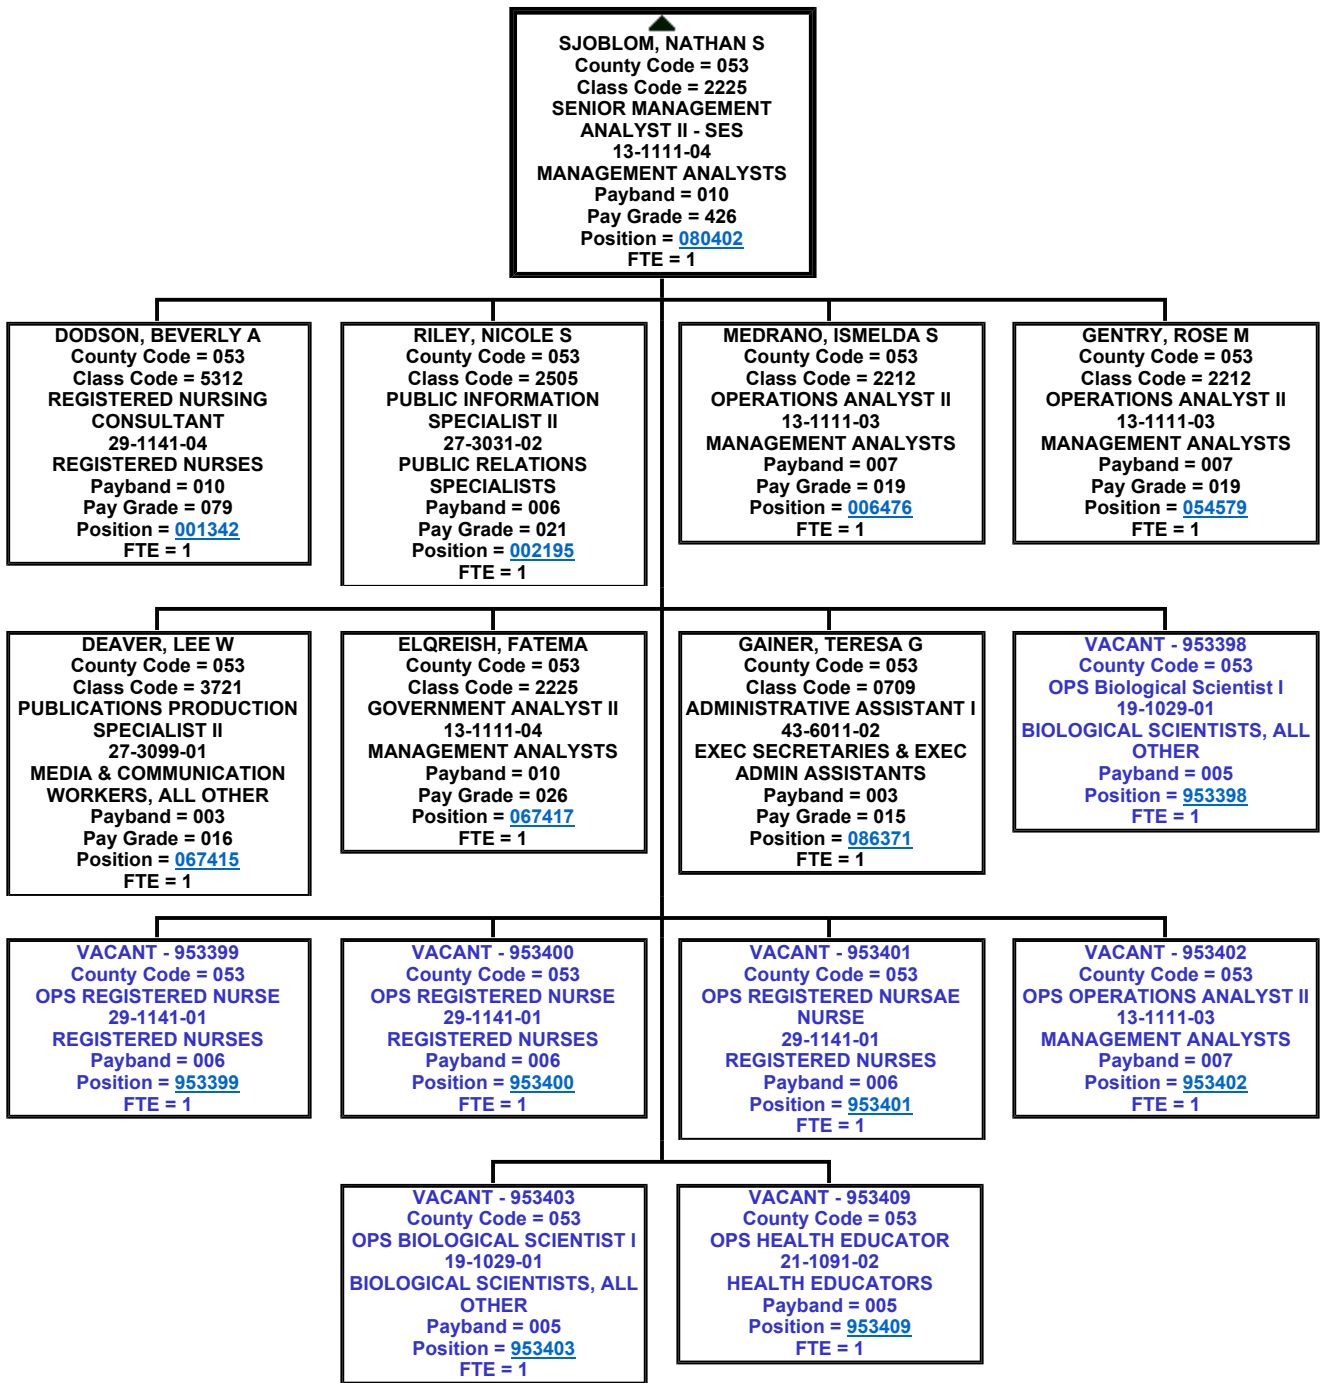 SJOBLOM, NATHAN S
County Code = 053
Class Code = 2225
SENIOR MANAGEMENT
ANALYST II - SES
13-1111-04
MANAGEMENT ANALYSTS
Payband = 010
Pay Grade = 426
Position = 080402
FTE = 1
DODSON, BEVERLY A
County Code = 053
Class Code = 5312
REGISTERED NURSING
CONSULTANT
29-1141-04
REGISTERED NURSES
Payband = 010
Pay Grade = 079
Position = 001342
FTE = 1
RILEY, NICOLE S
County Code = 053
Class Code = 2505
PUBLIC INFORMATION
SPECIALIST II
27-3031-02
PUBLIC RELATIONS
SPECIALISTS
Payband = 006
Pay Grade = 021
Position = 002195
FTE = 1
MEDRANO, ISMELDA S
County Code = 053
Class Code = 2212
OPERATIONS ANALYST II
13-1111-03
MANAGEMENT ANALYSTS
Payband = 007
Pay Grade = 019
Position = 006476
FTE = 1
GENTRY, ROSE M
County Code = 053
Class Code = 2212
OPERATIONS ANALYST II
13-1111-03
MANAGEMENT ANALYSTS
Payband = 007
Pay Grade = 019
Position = 054579
FTE = 1
DEAVER, LEE W
County Code = 053
Class Code = 3721
PUBLICATIONS PRODUCTION
SPECIALIST II
27-3099-01
MEDIA & COMMUNICATION
WORKERS, ALL OTHER
Payband = 003
Pay Grade = 016
Position = 067415
FTE = 1
ELQREISH, FATEMA
County Code = 053
Class Code = 2225
GOVERNMENT ANALYST II
13-1111-04
MANAGEMENT ANALYSTS
Payband = 010
Pay Grade = 026
Position = 067417
FTE = 1
GAINER, TERESA G
County Code = 053
Class Code = 0709
ADMINISTRATIVE ASSISTANT I
43-6011-02
EXEC SECRETARIES & EXEC
ADMIN ASSISTANTS
Payband = 003
Pay Grade = 015
Position = 086371
FTE = 1
VACANT - 953398
County Code = 053
OPS Biological Scientist I
19-1029-01
BIOLOGICAL SCIENTISTS, ALL
OTHER
Payband = 005
Position = 953398
FTE = 1
VACANT - 953399
County Code = 053
OPS REGISTERED NURSE
29-1141-01
REGISTERED NURSES
Payband = 006
Position = 953399
FTE = 1
VACANT - 953400
County Code = 053
OPS REGISTERED NURSE
29-1141-01
REGISTERED NURSES
Payband = 006
Position = 953400
FTE = 1
VACANT - 953401
County Code = 053
OPS REGISTERED NURSAE
NURSE
29-1141-01
REGISTERED NURSES
Payband = 006
Position = 953401
FTE = 1
VACANT - 953402
County Code = 053
OPS OPERATIONS ANALYST II
13-1111-03
MANAGEMENT ANALYSTS
Payband = 007
Position = 953402
FTE = 1
VACANT - 953403
County Code = 053
OPS BIOLOGICAL SCIENTIST I
19-1029-01
BIOLOGICAL SCIENTISTS, ALL
OTHER
Payband = 005
Position = 953403
FTE = 1
VACANT - 953409
County Code = 053
OPS HEALTH EDUCATOR
21-1091-02
HEALTH EDUCATORS
Payband = 005
Position = 953409
FTE = 1